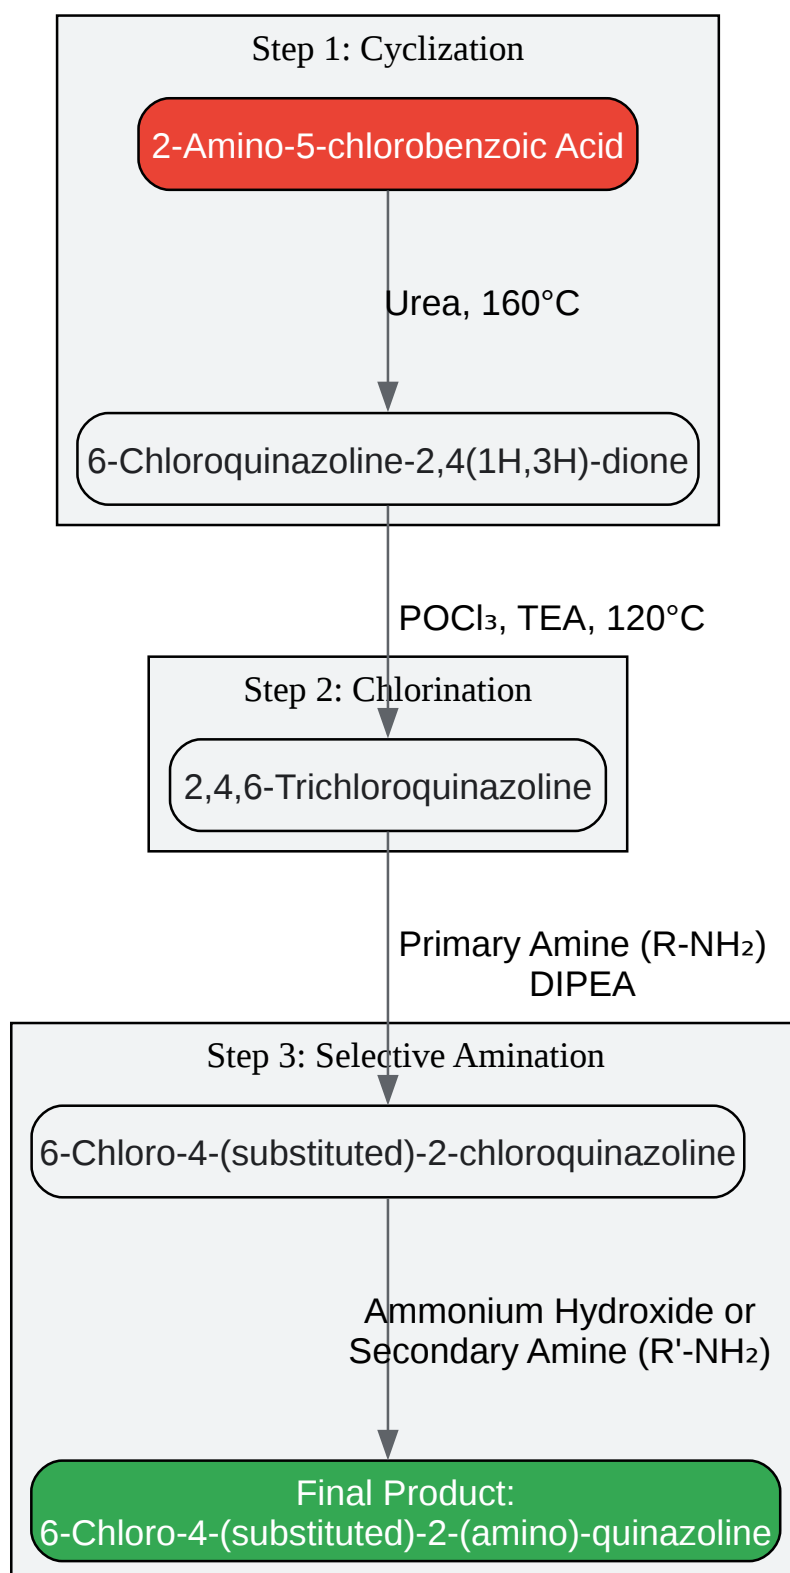 Step 1: Cyclization
2-Amino-5-chlorobenzoic Acid
Urea, 160°C
6-Chloroquinazoline-2,4(1H,3H)-dione
POCl₃, TEA, 120°C
Step 2: Chlorination
2,4,6-Trichloroquinazoline
Primary Amine (R-NH₂)
DIPEA
Step 3: Selective Amination
6-Chloro-4-(substituted)-2-chloroquinazoline
Ammonium Hydroxide or
Secondary Amine (R'-NH₂)
Final Product:
6-Chloro-4-(substituted)-2-(amino)-quinazoline